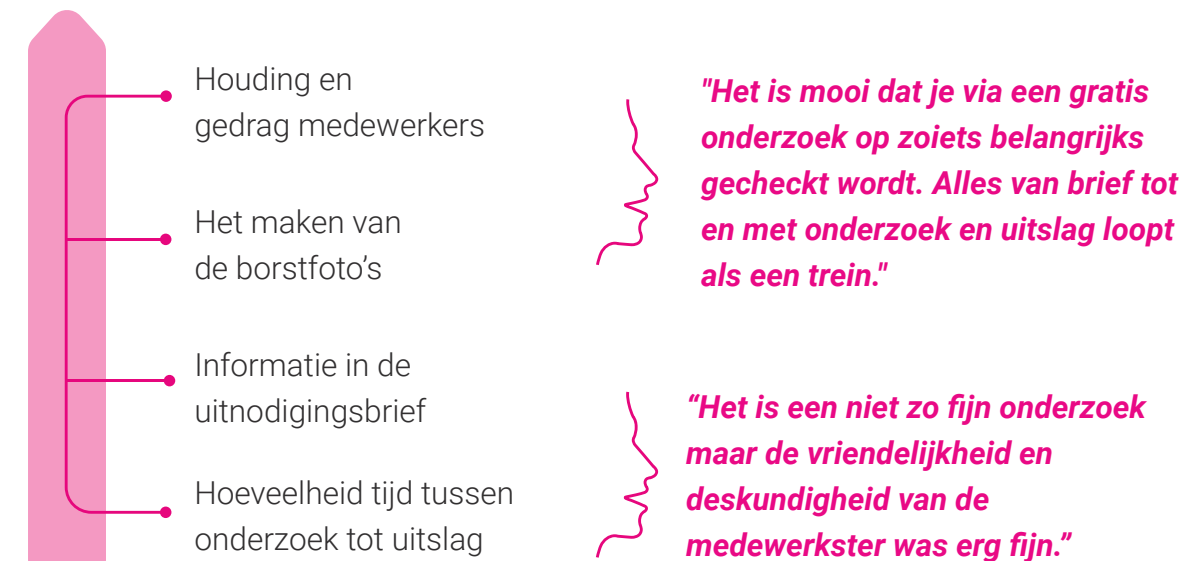 Houding en
gedrag medewerkers
Het maken van
de borstfoto’s
Informatie in de
uitnodigingsbrief
Hoeveelheid tijd tussen
onderzoek tot uitslag
"Het is mooi dat je via een gratis
onderzoek op zoiets belangrijks
gecheckt wordt. Alles van brief tot
en met onderzoek en uitslag loopt
als een trein."
“Het is een niet zo fijn onderzoek
maar de vriendelijkheid en
deskundigheid van de
medewerkster was erg fijn.”